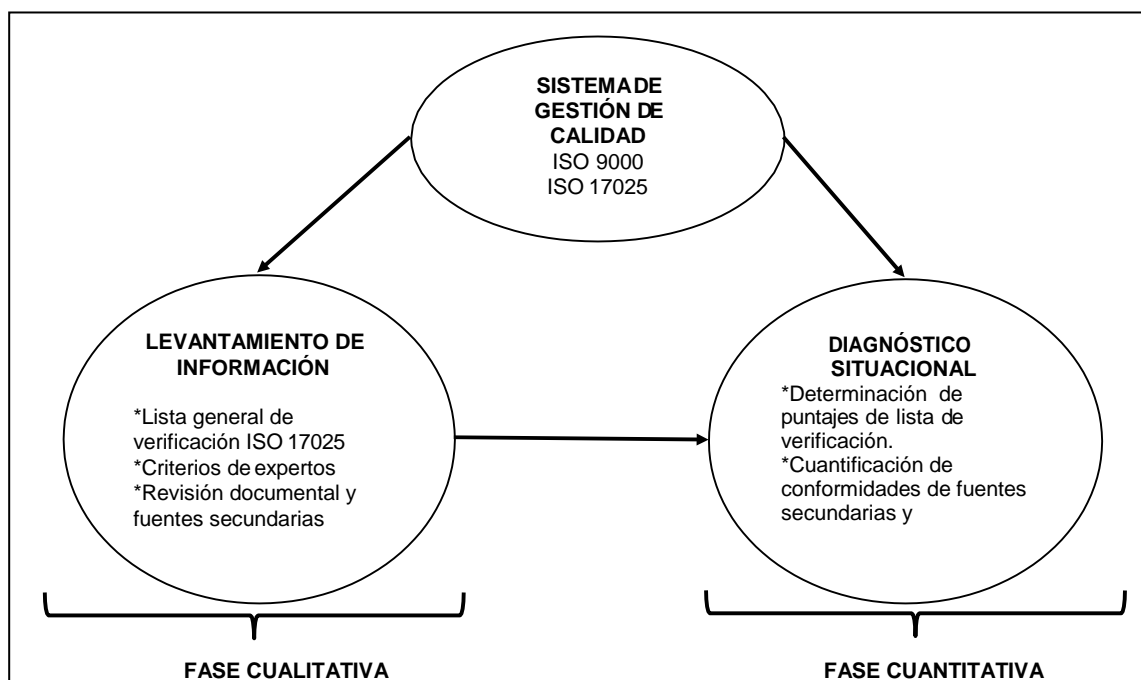 SISTEMA DE
GESTIÓN DE
CALIDAD
ISO 9000
ISO 17025
LEVANTAMIENTO DE
INFORMACIÓN
*Lista general de
verificación ISO 17025
*Criterios de expertos
*Revisión documental y
fuentes secundarias
DIAGNÓSTICO
SITUACIONAL
*Determinación de
puntajes de lista de
verificación.
*Cuantificación de
conformidades de fuentes
secundarias y
FASE CUALITATIVA
FASE CUANTITATIVA